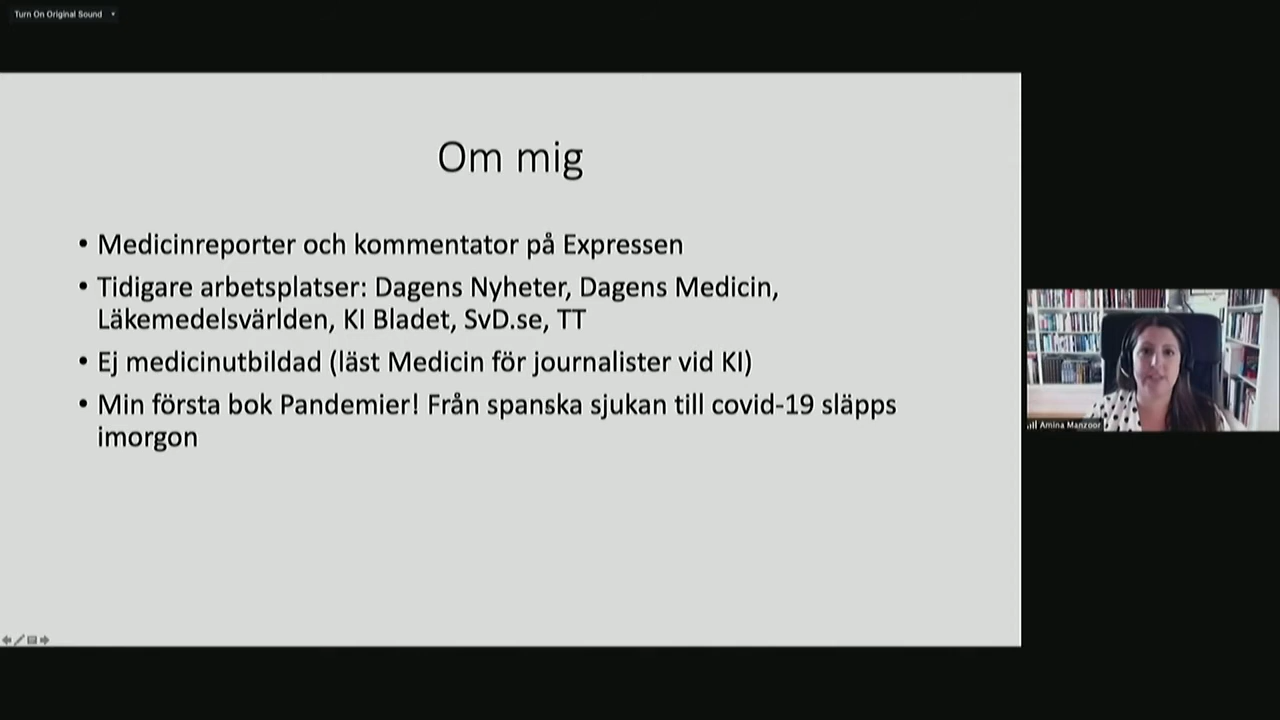 Turn On Original Sound
Om mig
• Medicinreporter och kommentator på Expressen
• Tidigare arbetsplatser: Dagens Nyheter, Dagens Medicin,
Läkemedelsvärlden, KI Bladet, SvD.se, TT
• Ej medicinutbildad (läst Medicin för journalister vid KI)
• Min första bok Pandemier! Från spanska sjukan till covid-19 släpps
imorgon
Amina Manzoor